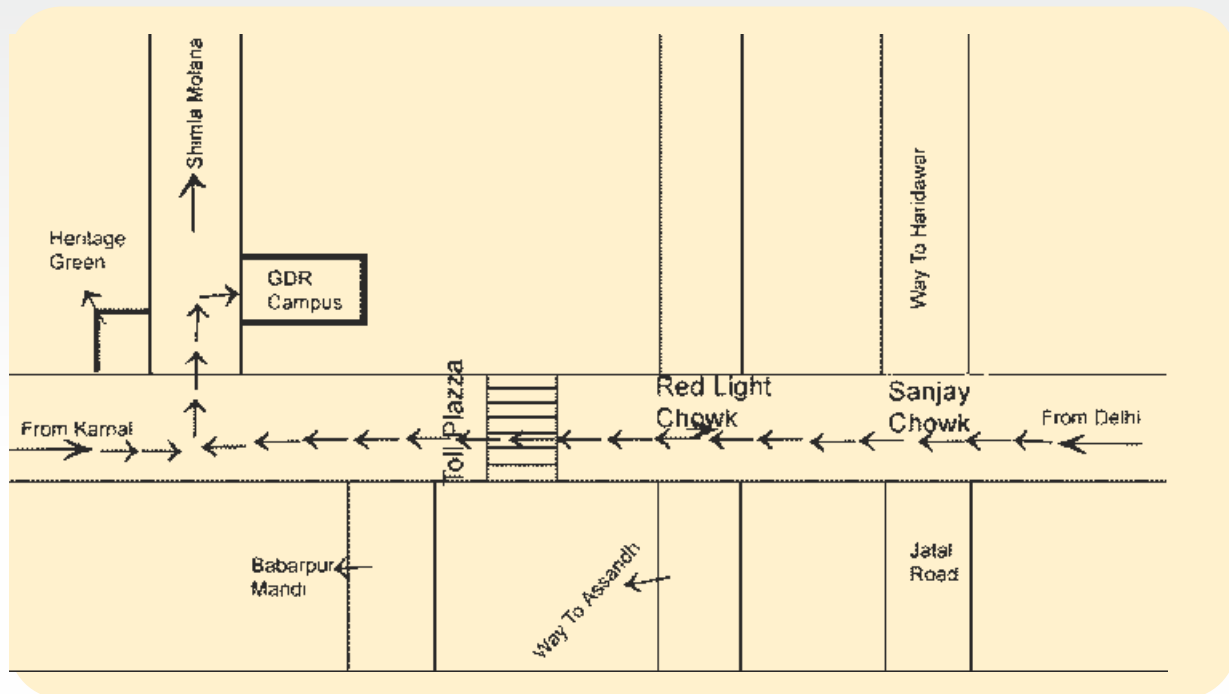 Shimla Molana
Heritage
Green
GDR
Campus
Way To Haridawar
Toll Plazza
Red Light
Chowk
Sanjay
Chowk
From Karnal
From Delhi
Babarpur
Mandi
Way To Assandh
Jatal
Road